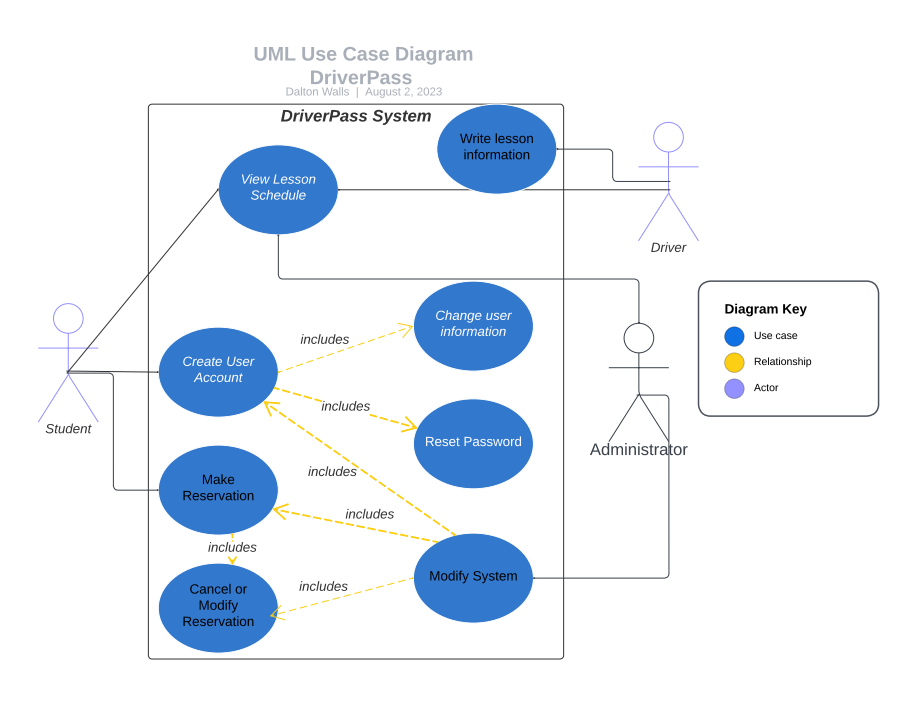 UML Use Case Diagram
DriverPass
Dalton Walls | August 2, 2023
DriverPass System
Write lesson
information
View Lesson
Schedule
Driver
Change user
information
includes
Create User
Account
includes
Reset Password
Student
Administrator
Diagram Key
Use case
Relationship
Actor
includes
Make
Reservation
includes
includes
Modify System
includes
Cancel or
Modify
Reservation